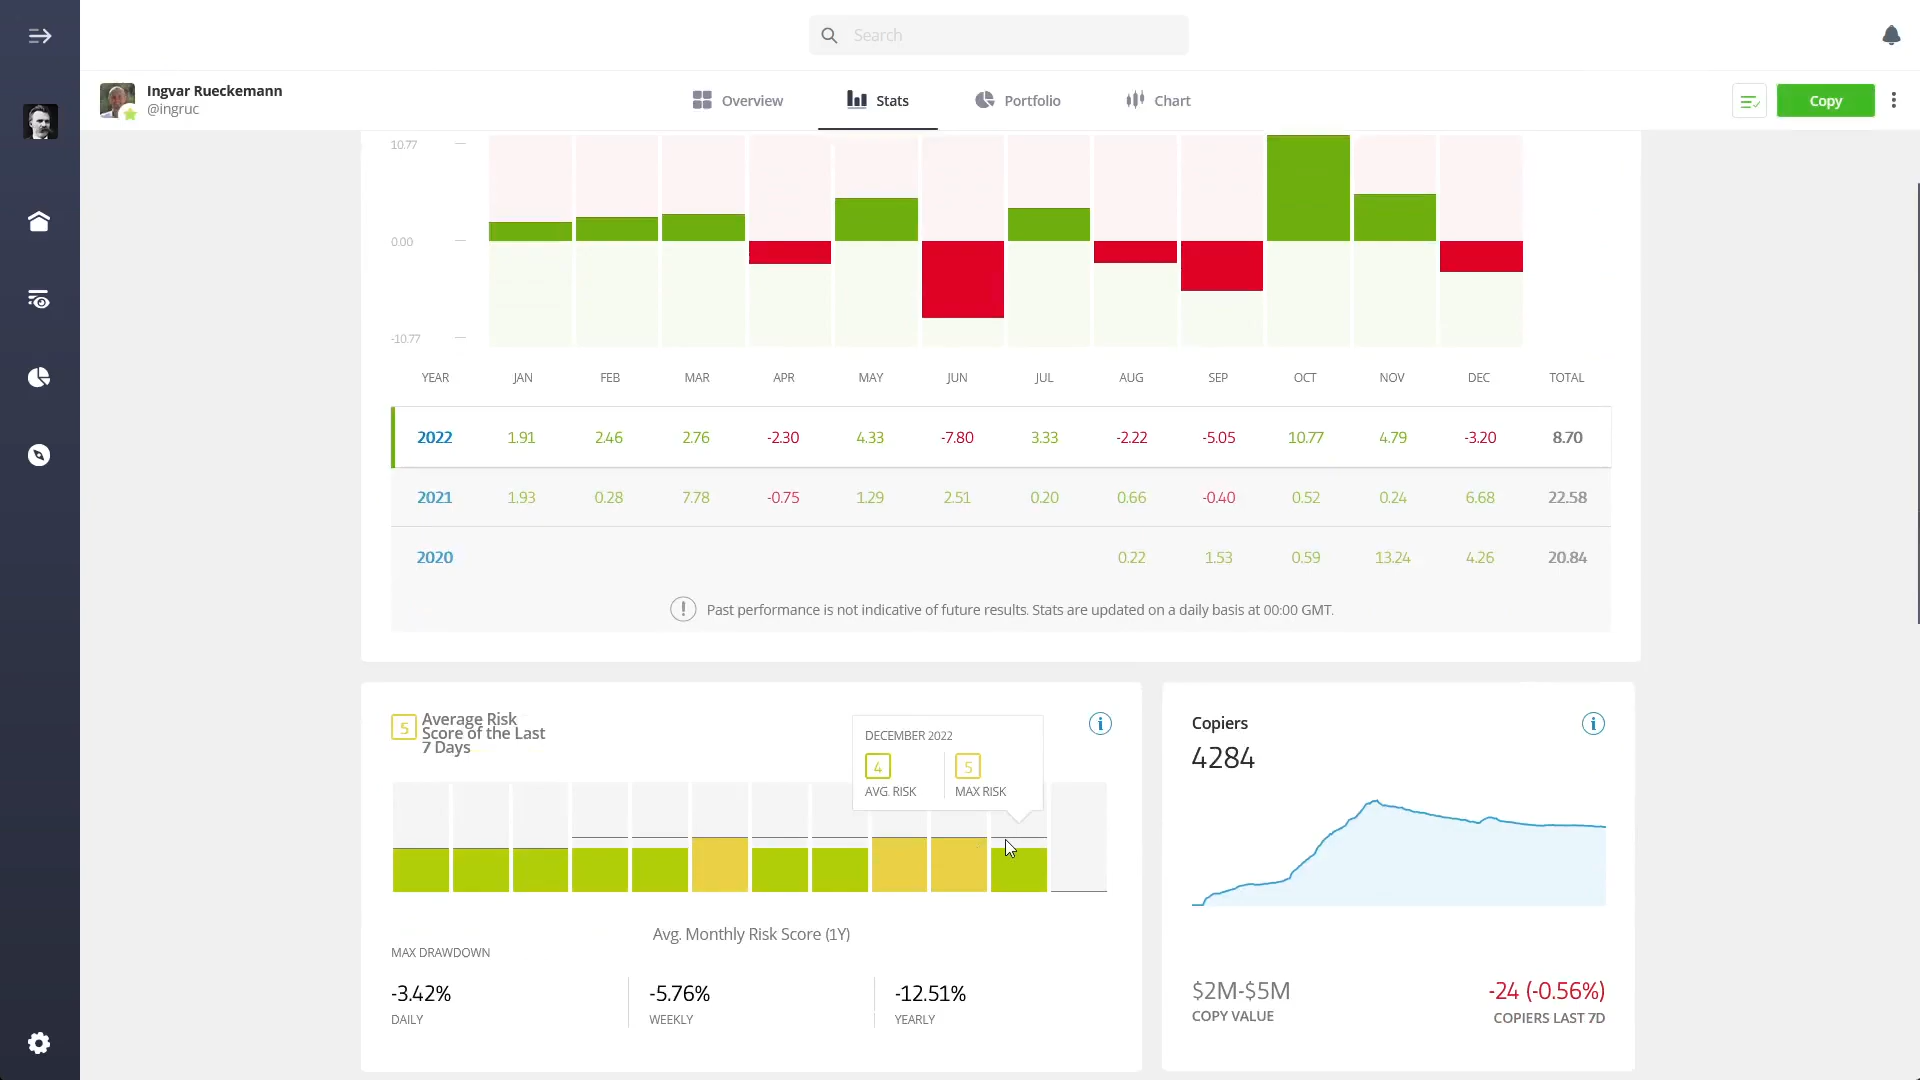 Search
Ingvar Rueckemann
@ingruc
Overview
Stats
Portfolio
Chart
Copy
10.77
0.00
-10.77
YEAR JAN FEB MAR APR MAY JUN JUL AUG SEP OCT NOV DEC TOTAL
2022 1.91 2.46 2.76 -2.30 4.33 -7.80 3.33 -2.22 -5.05 10.77 4.79 -3.20 8.70
2021 1.93 0.28 7.78 -0.75 1.29 2.51 0.20 0.66 -0.40 0.52 0.24 6.68 22.58
2020 0.22 1.53 0.59 13.24 4.26 20.84
Past performance is not indicative of future results. Stats are updated on a daily basis at 00:00 GMT.
5
Average Risk
Score of the Last
7 Days
DECEMBER 2022
4 5
AVG. RISK MAX RISK
Avg. Monthly Risk Score (1Y)
MAX DRAWDOWN
-3.42% -5.76% -12.51%
DAILY WEEKLY YEARLY
Copiers
4284
$2M-$5M -24 (-0.56%)
COPY VALUE COPIERS LAST 7D